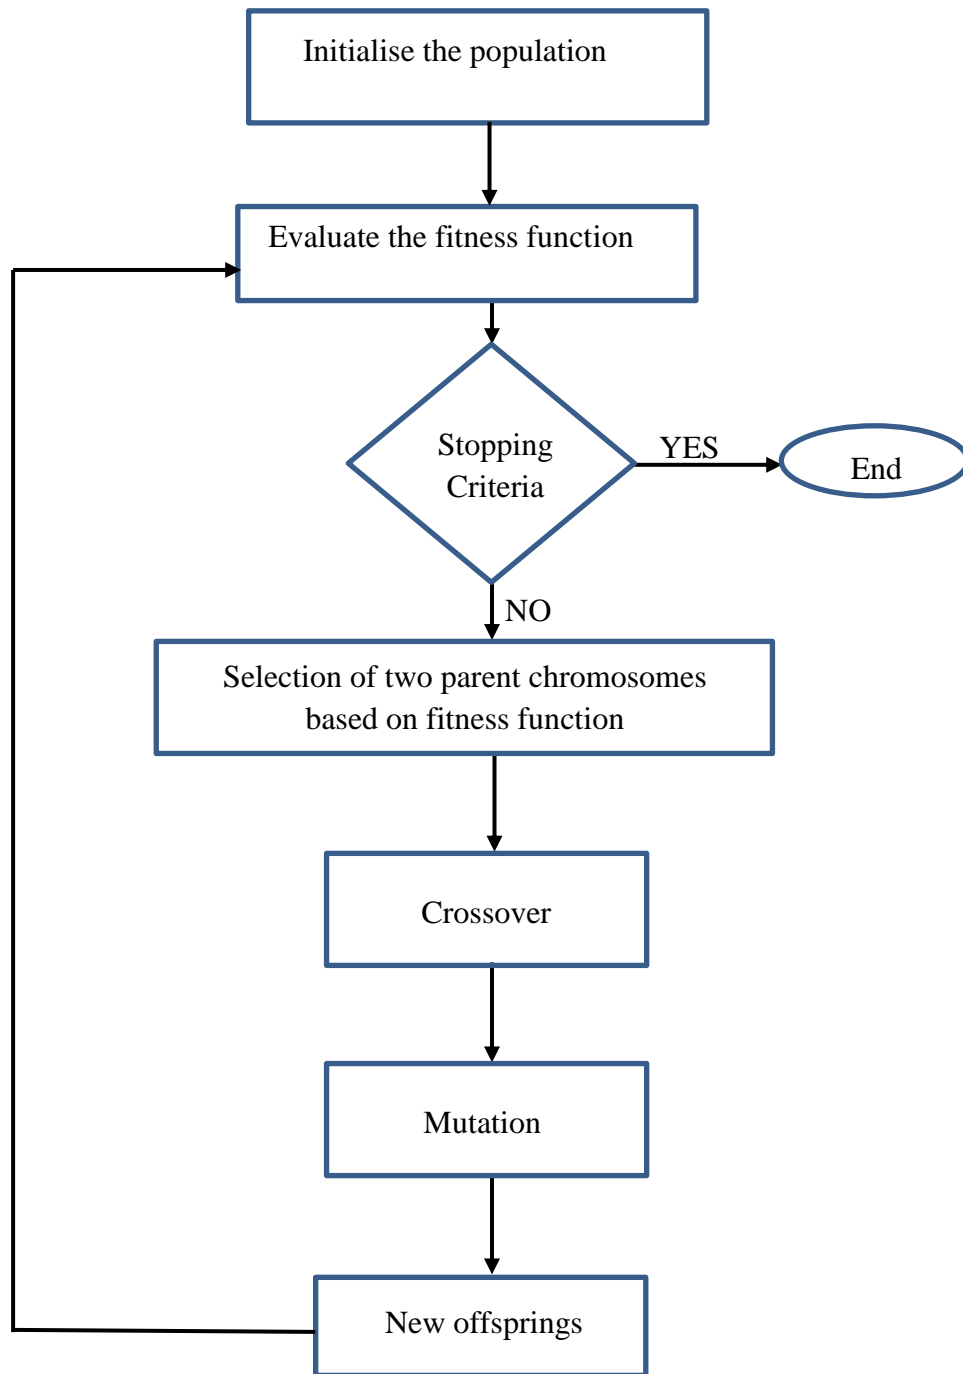 Initialise the population
Evaluate the fitness function
Stopping
Criteria
YES
End
NO
Selection of two parent chromosomes
based on fitness function
Crossover
Mutation
New offsprings